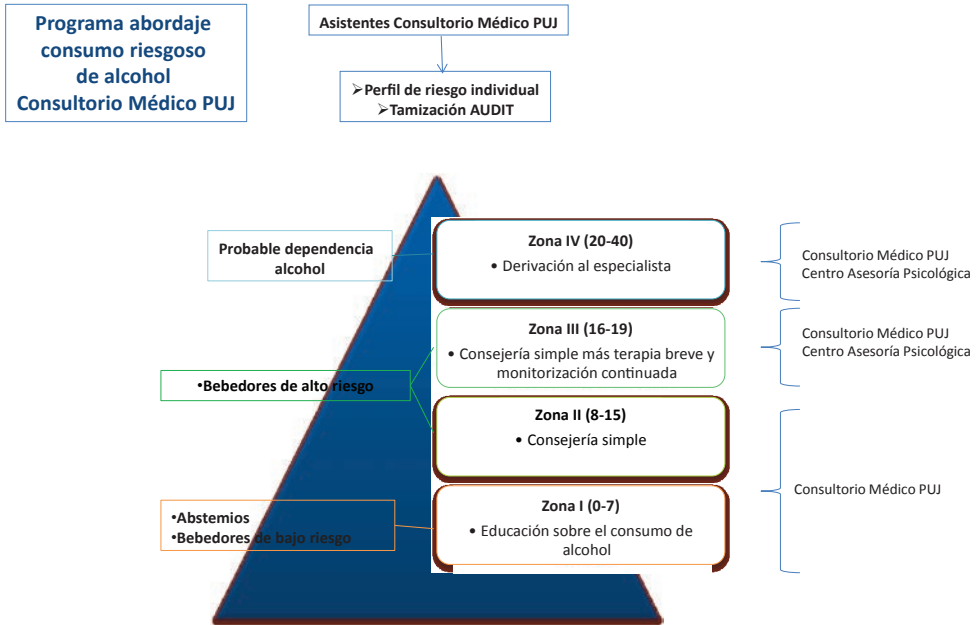 Programa abordaje
consumo riesgoso
de alcohol
Consultorio Médico PUJ
Asistentes Consultorio Médico PUJ
➢Perfil de riesgo individual
➢Tamización AUDIT
Probable dependencia
alcohol
Zona IV (20-40)
• Derivación al especialista
Consultorio Médico PUJ
Centro Asesoría Psicológica
Zona III (16-19)
• Consejería simple más terapia breve y
monitorización continuada
Consultorio Médico PUJ
Centro Asesoría Psicológica
•Bebedores de alto riesgo
Zona II (8-15)
• Consejería simple
Consultorio Médico PUJ
•Abstemios
•Bebedores de bajo riesgo
Zona I (0-7)
• Educación sobre el consumo de
alcohol